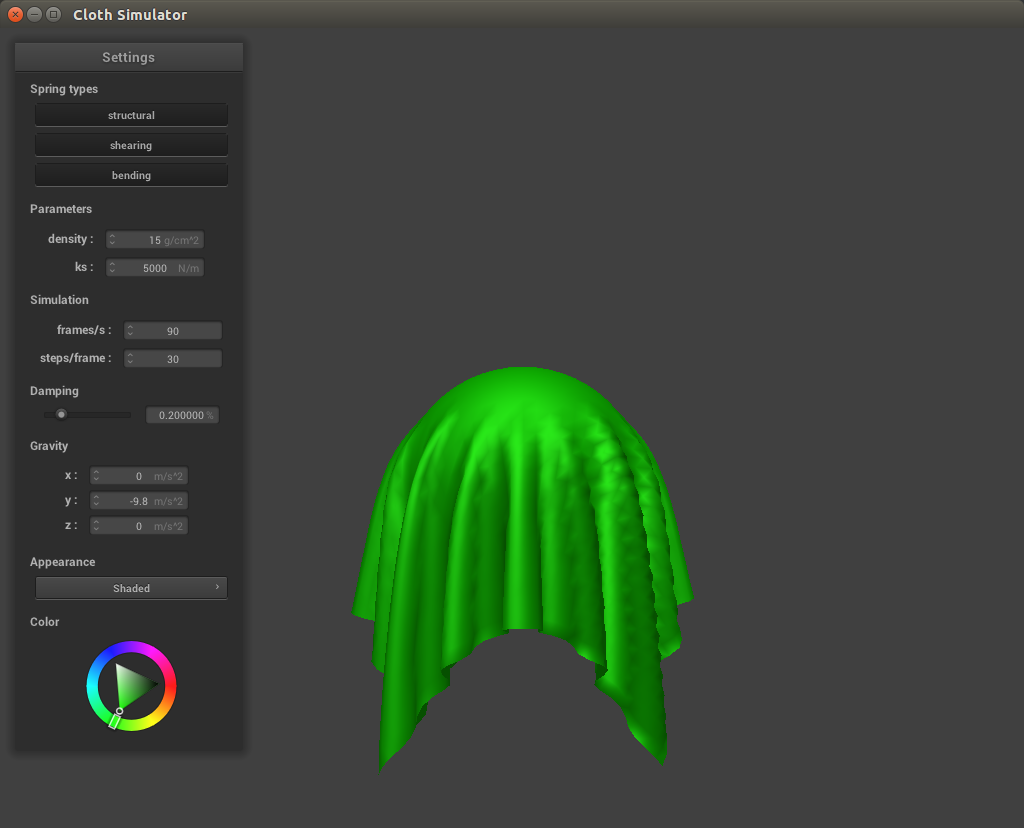 Cloth Simulator
Settings
Spring types
structural
shearing
bending
Parameters
density : 15 g/cm^2
ks : 5000 N/m
Simulation
frames/s : 90
steps/frame : 30
Damping
0.200000 %
Gravity
x : 0 m/s^2
y : -9.8 m/s^2
z : 0 m/s^2
Appearance
Shaded ›
Color